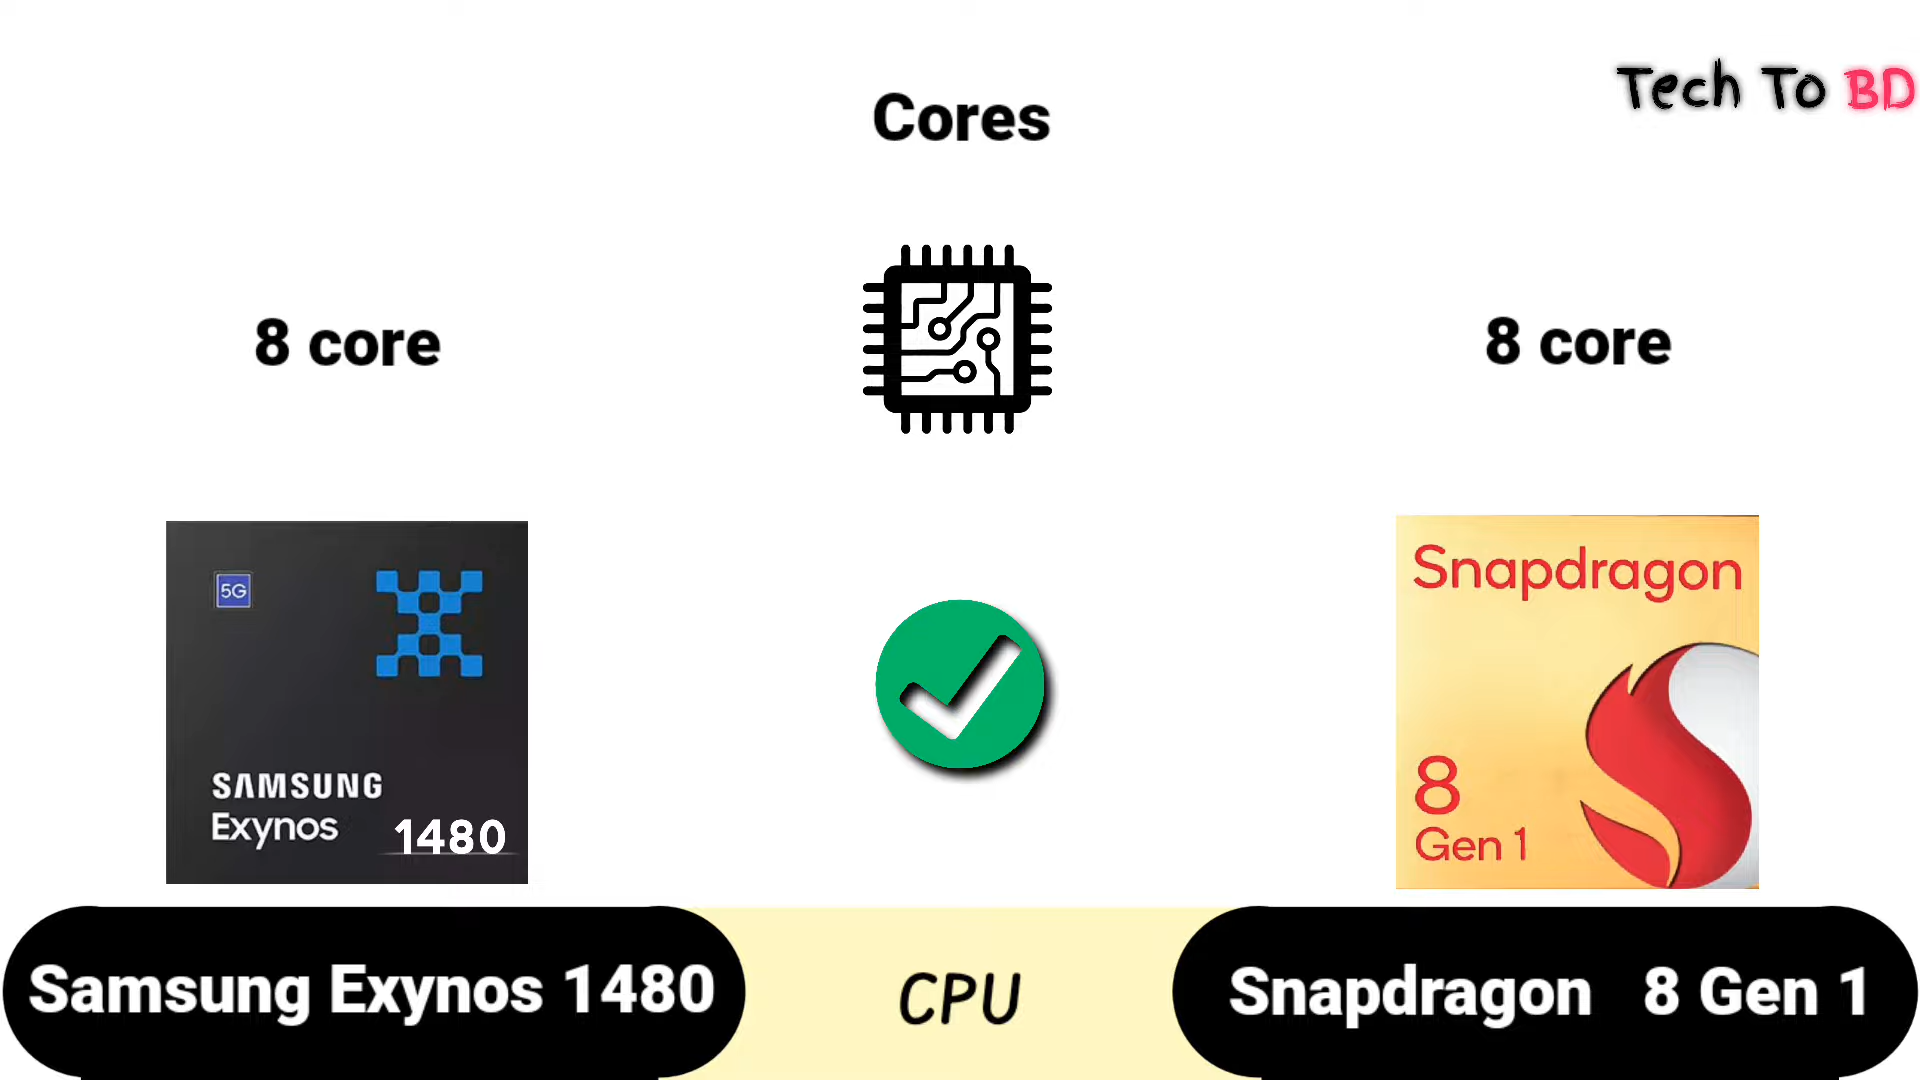 Tech To BD
Cores
8 core
8 core
5G
SAMSUNG
Exynos 1480
Snapdragon
8
Gen 1
Samsung Exynos 1480
CPU
Snapdragon 8 Gen 1